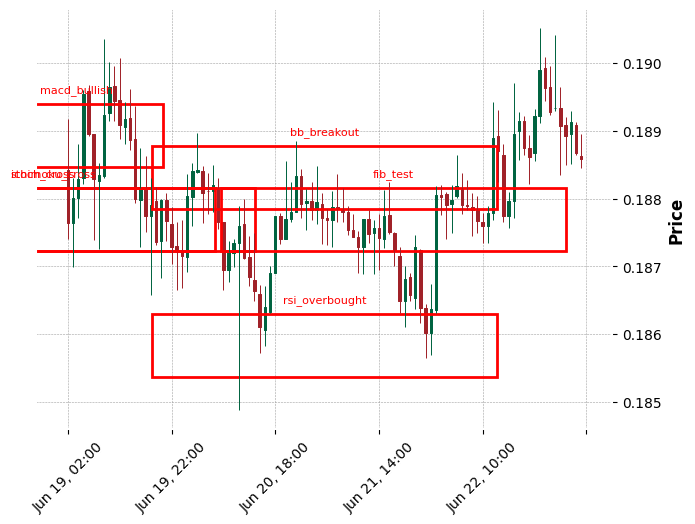 macd_bullish
bb_breakout
fib_test
rsi_overbought
0.190
0.189
0.188
0.187
0.186
0.185
Price
Jun 19, 02:00
Jun 19, 22:00
Jun 20, 18:00
Jun 21, 14:00
Jun 22, 10:00